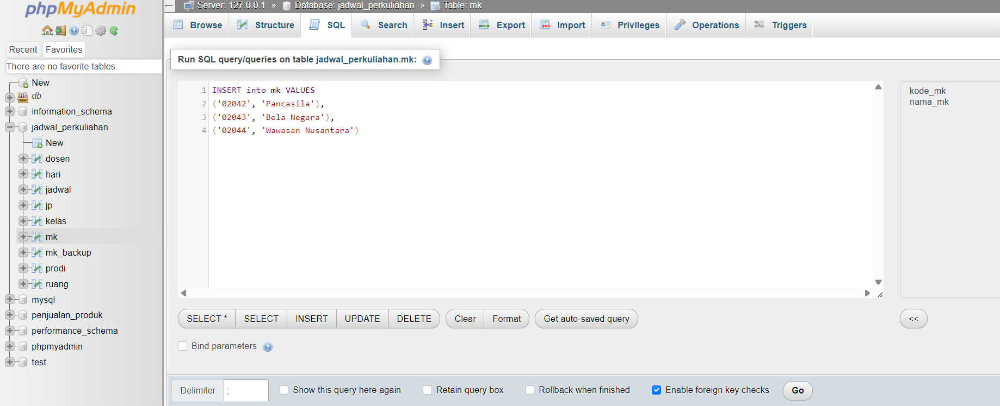 phpMyAdmin
Recent Favorites
There are no favorite tables.
New
db
information_schema
jadwal_perkuliahan
New
dosen
hari
jadwal
jp
kelas
mk
mk_backup
prodi
ruang
mysql
penjualan_produk
performance_schema
phpmyadmin
test
Server: 127.0.0.1 » Database: jadwal_perkuliahan » Table: mk
Browse Structure SQL Search Insert Export Import Privileges Operations Triggers
Run SQL query/queries on table jadwal_perkuliahan.mk:
1 INSERT into mk VALUES
2 ('02042', 'Pancasila'),
3 ('02043', 'Bela Negara'),
4 ('02044', 'Wawasan Nusantara')
kode_mk
nama_mk
SELECT * SELECT INSERT UPDATE DELETE Clear Format Get auto-saved query <<
Bind parameters
Delimiter ; Show this query here again Retain query box Rollback when finished Enable foreign key checks Go